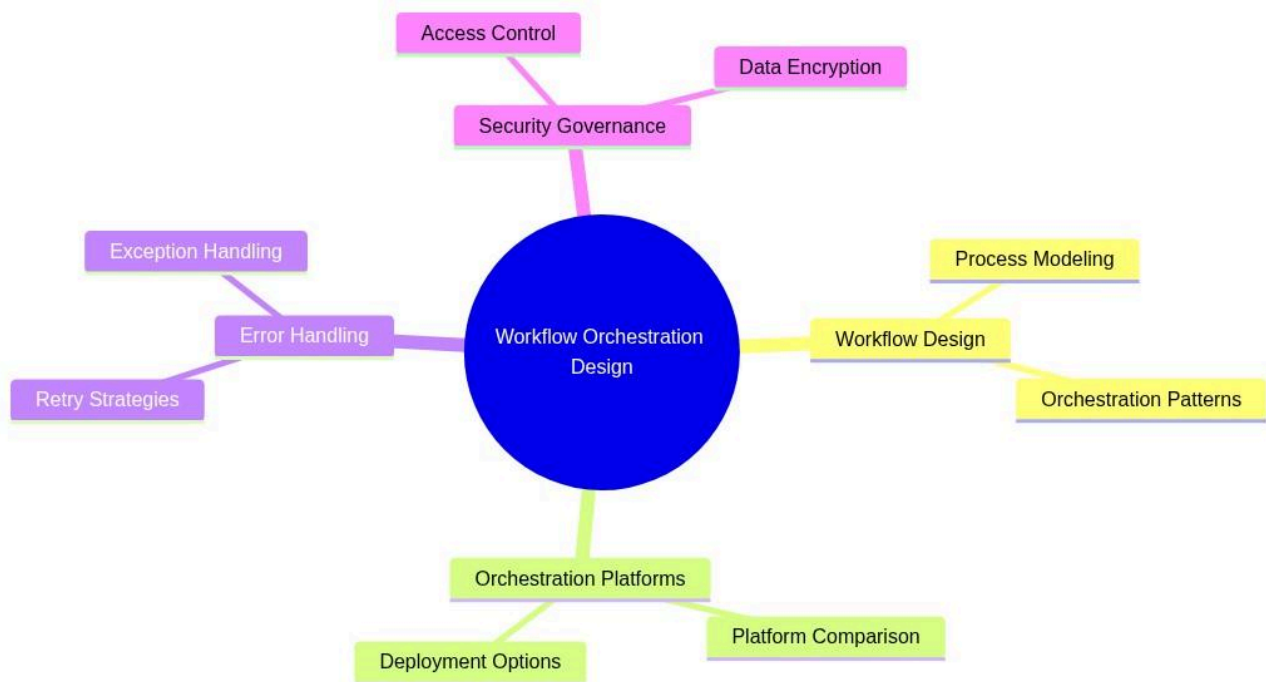 Access Control
Data Encryption
Security Governance
Exception Handling
Process Modeling
Error Handling
Workflow Orchestration
Design
Workflow Design
Retry Strategies
Orchestration Patterns
Orchestration Platforms
Platform Comparison
Deployment Options